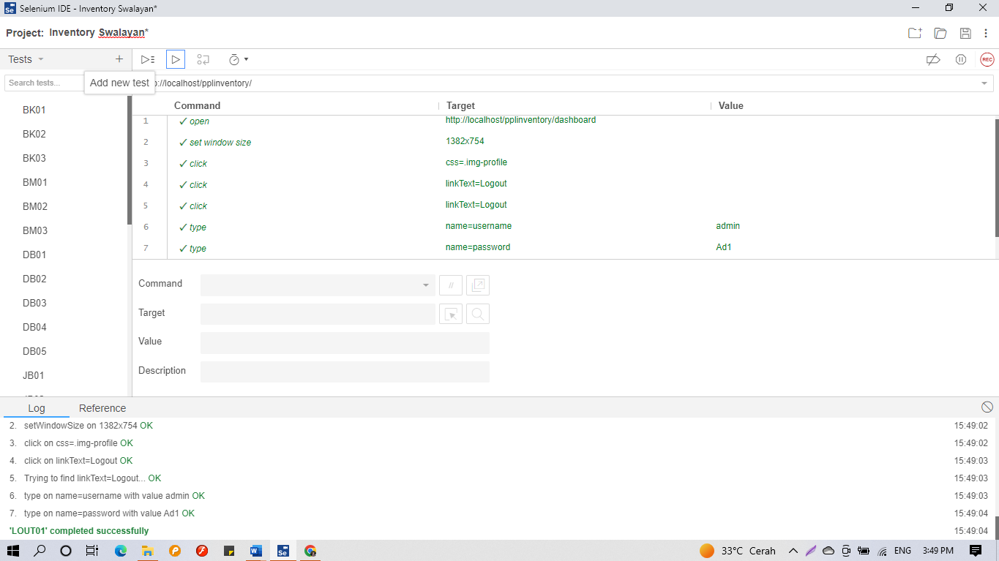 Selenium IDE - Inventory Swalayan*
Project: Inventory Swalayan*
Tests
Add new test
Search tests...
p://localhost/pplinventory/
REC
BK01
BK02
BK03
BM01
BM02
BM03
DB01
DB02
DB03
DB04
DB05
JB01
Command Target Value
1 ✓ open http://localhost/pplinventory/dashboard
2 ✓ set window size 1382x754
3 ✓ click css=.img-profile
4 ✓ click linkText=Logout
5 ✓ click linkText=Logout
6 ✓ type name=username admin
7 ✓ type name=password Ad1
Command //
Target
Value
Description
Log Reference
2. setWindowSize on 1382x754 OK 15:49:02
3. click on css=.img-profile OK 15:49:02
4. click on linkText=Logout OK 15:49:03
5. Trying to find linkText=Logout... OK 15:49:03
6. type on name=username with value admin OK 15:49:03
7. type on name=password with value Ad1 OK 15:49:04
'LOUT01' completed successfully 15:49:04
33°C Cerah ENG 3:49 PM